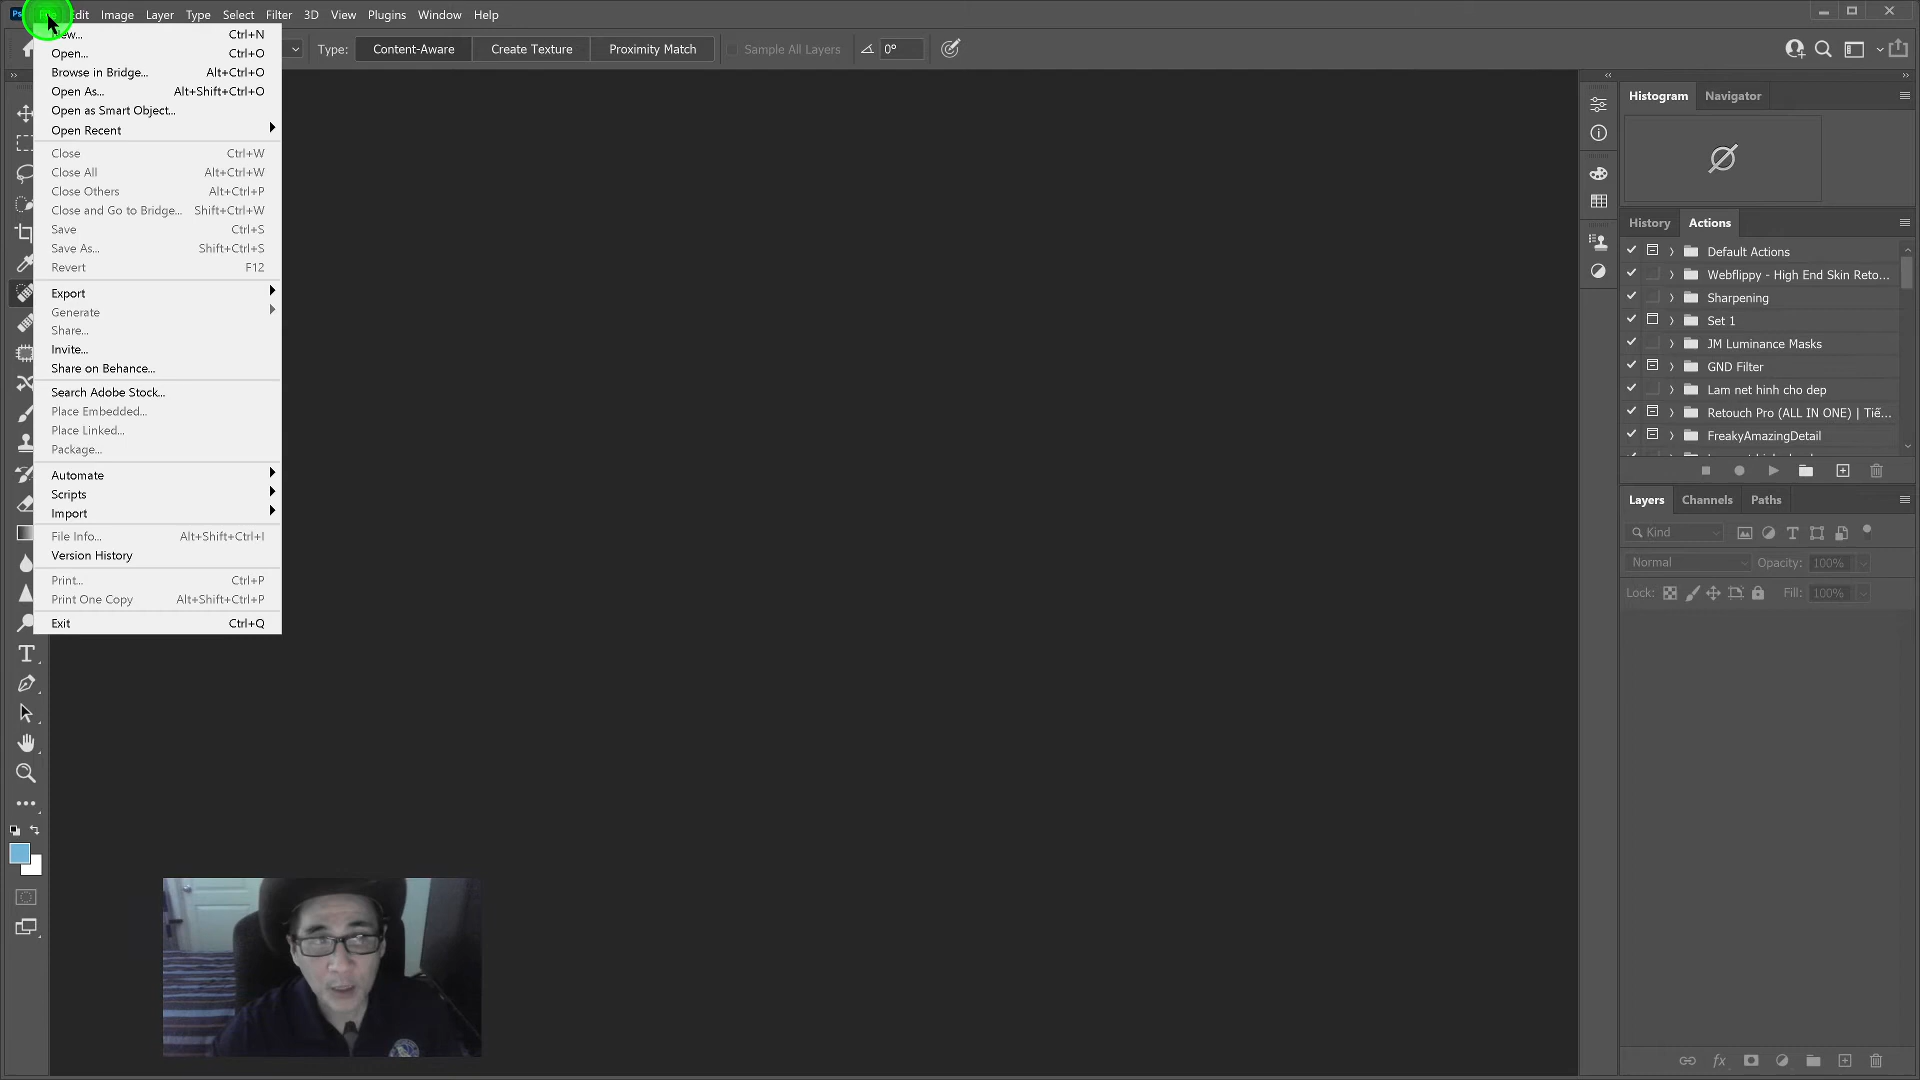 Ps File Edit Image Layer Type Select Filter 3D View Plugins Window Help
Type: Content-Aware Create Texture Proximity Match Sample All Layers 0°
Open... Ctrl+O
Ctrl+N
Browse in Bridge... Alt+Ctrl+O
Open As... Alt+Shift+Ctrl+O
Open as Smart Object...
Open Recent
Close Ctrl+W
Close All Alt+Ctrl+W
Close Others Alt+Ctrl+P
Close and Go to Bridge... Shift+Ctrl+W
Save Ctrl+S
Save As... Shift+Ctrl+S
Revert F12
Export
Generate
Share...
Invite...
Share on Behance...
Search Adobe Stock...
Place Embedded...
Place Linked...
Package...
Automate
Scripts
Import
File Info... Alt+Shift+Ctrl+I
Version History
Print... Ctrl+P
Print One Copy Alt+Shift+Ctrl+P
Exit Ctrl+Q
Histogram Navigator
History Actions
Default Actions
Webflippy - High End Skin Reto...
Sharpening
Set 1
JM Luminance Masks
GND Filter
Lam net hinh cho dep
Retouch Pro (ALL IN ONE) | Tiế...
FreakyAmazingDetail
Layers Channels Paths
Kind
Normal Opacity: 100%
Lock: Fill: 100%